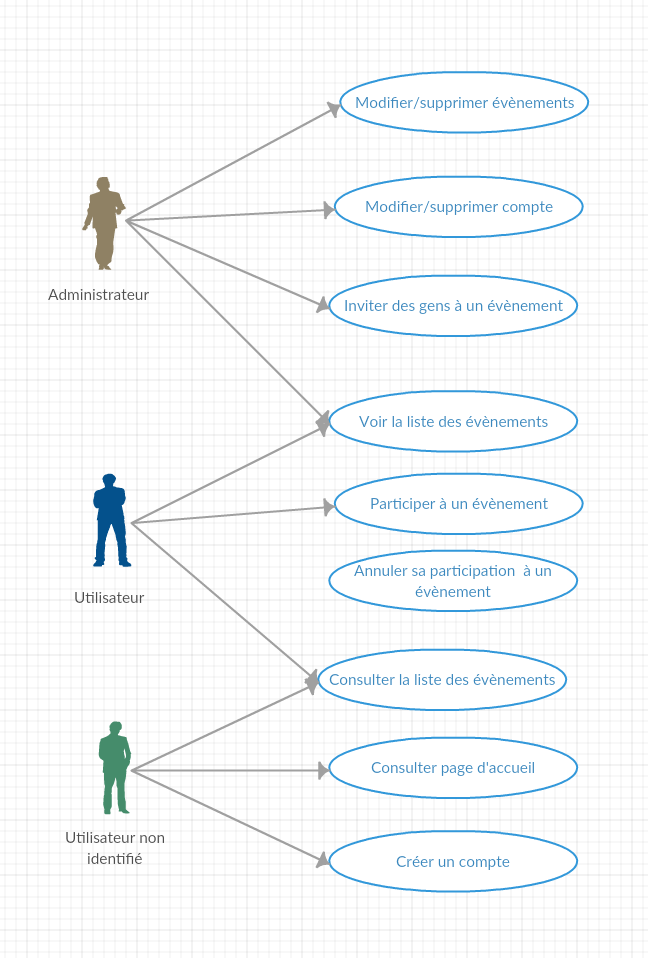 Modifier/supprimer évènements
Modifier/supprimer compte
Administrateur
Inviter des gens à un évènement
Voir la liste des évènements
Participer à un évènement
Annuler sa participation à un
évènement
Utilisateur
Consulter la liste des évènements
Consulter page d'accueil
Utilisateur non
identifié
Créer un compte